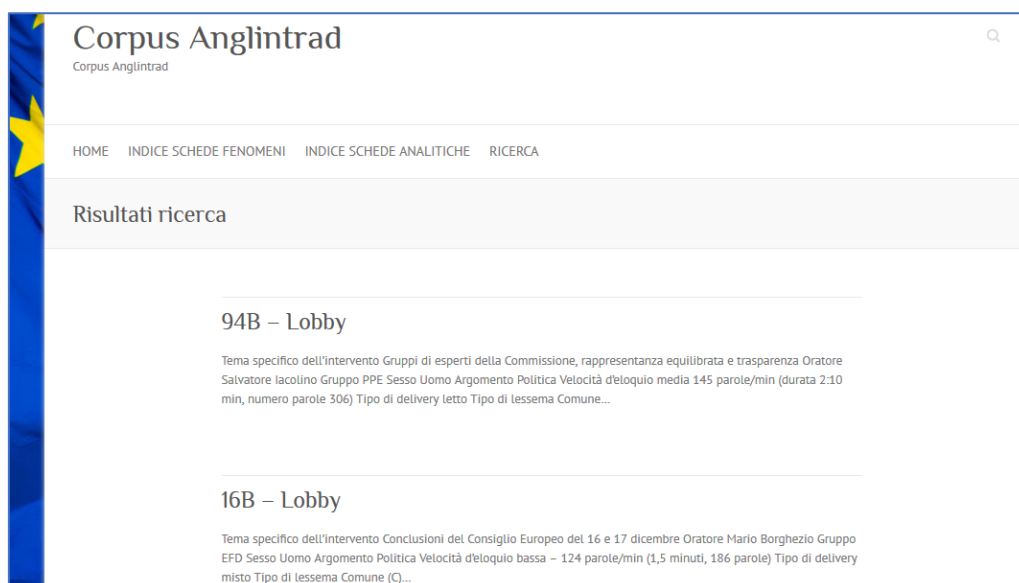 Corpus Anglintrad
Corpus Anglintrad
HOME INDICE SCHEDE FENOMENI INDICE SCHEDE ANALITICHE RICERCA
Risultati ricerca
94B – Lobby
Tema specifico dell'intervento Gruppi di esperti della Commissione, rappresentanza equilibrata e trasparenza Oratore
Salvatore Iacolino Gruppo PPE Sesso Uomo Argomento Politica Velocità d'eloquio media 145 parole/min (durata 2:10
min, numero parole 306) Tipo di delivery letto Tipo di lessema Comune...
16B – Lobby
Tema specifico dell'intervento Conclusioni del Consiglio Europeo del 16 e 17 dicembre Oratore Mario Borghezio Gruppo
EFD Sesso Uomo Argomento Politica Velocità d'eloquio bassa – 124 parole/min (1,5 minuti, 186 parole) Tipo di delivery
misto Tipo di lessema Comune (C)...